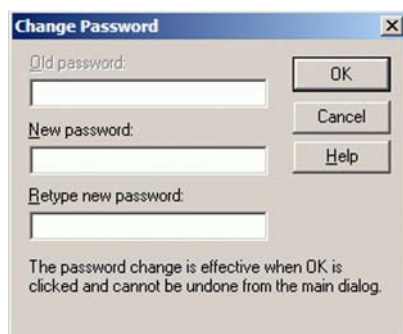 Change Password
Old password:
OK
New password:
Cancel
Help
Retype new password:
The password change is effective when OK is
clicked and cannot be undone from the main dialog.